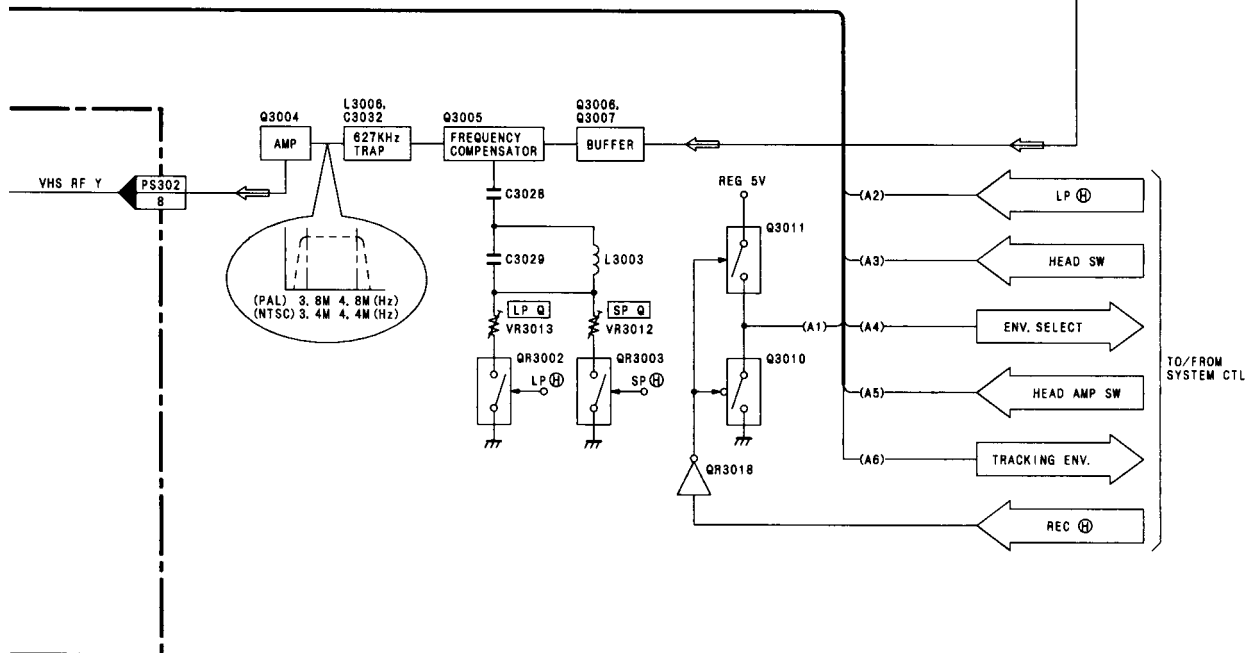 Q3004
AMP
L3006,
C3032
627KHz
TRAP
Q3005
FREQUENCY
COMPENSATOR
Q3006,
Q3007
BUFFER
VHS RF Y
PS302
8
(PAL) 3.8M 4.8M(Hz)
(NTSC) 3.4M 4.4M(Hz)
C3028
C3029
L3003
LP Q
VR3013
SP Q
VR3012
QR3002
LP Ⓗ
QR3003
SP Ⓗ
REG 5V
Q3011
Q3010
QR3018
(A1)
(A2)
LP Ⓗ
(A3)
HEAD SW
(A4)
ENV. SELECT
(A5)
HEAD AMP SW
(A6)
TRACKING ENV.
REC Ⓗ
TO/FROM
SYSTEM CTL